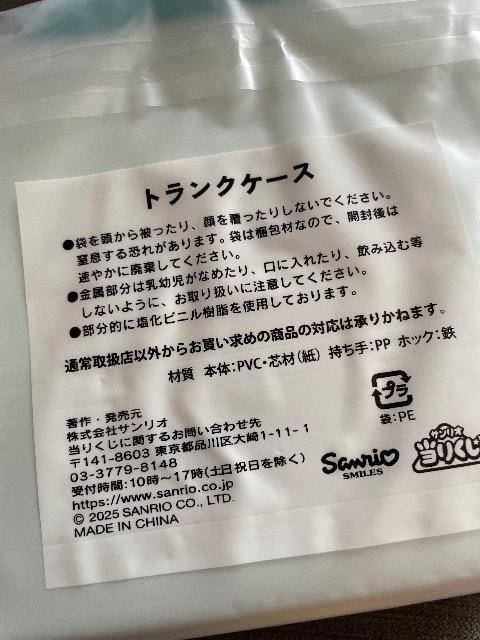 トランクケース
●袋を頭から被ったり、顔を覆ったりしないでください。
窒息する恐れがあります。袋は梱包材なので、開封後は
速やかに廃棄してください。
●金属部分は乳幼児がなめたり、口に入れたり、飲み込む等
しないように、お取り扱いに注意してください。
●部分的に塩化ビニル樹脂を使用しております。
通常取扱店以外からお買い求めの商品の対応は承りかねます。
材質 本体:PVC・芯材(紙) 持ち手:PP ホック:鉄
プラ
袋:PE
著作・発売元
株式会社サンリオ
当りくじに関するお問い合わせ先
〒141-8603 東京都品川区大崎1-11-1
03-3779-8148
受付時間:10時〜17時(土日祝日を除く)
https://www.sanrio.co.jp
© 2025 SANRIO CO., LTD.
MADE IN CHINA
Sanrio
SMILES
サンリオ
当りくじ